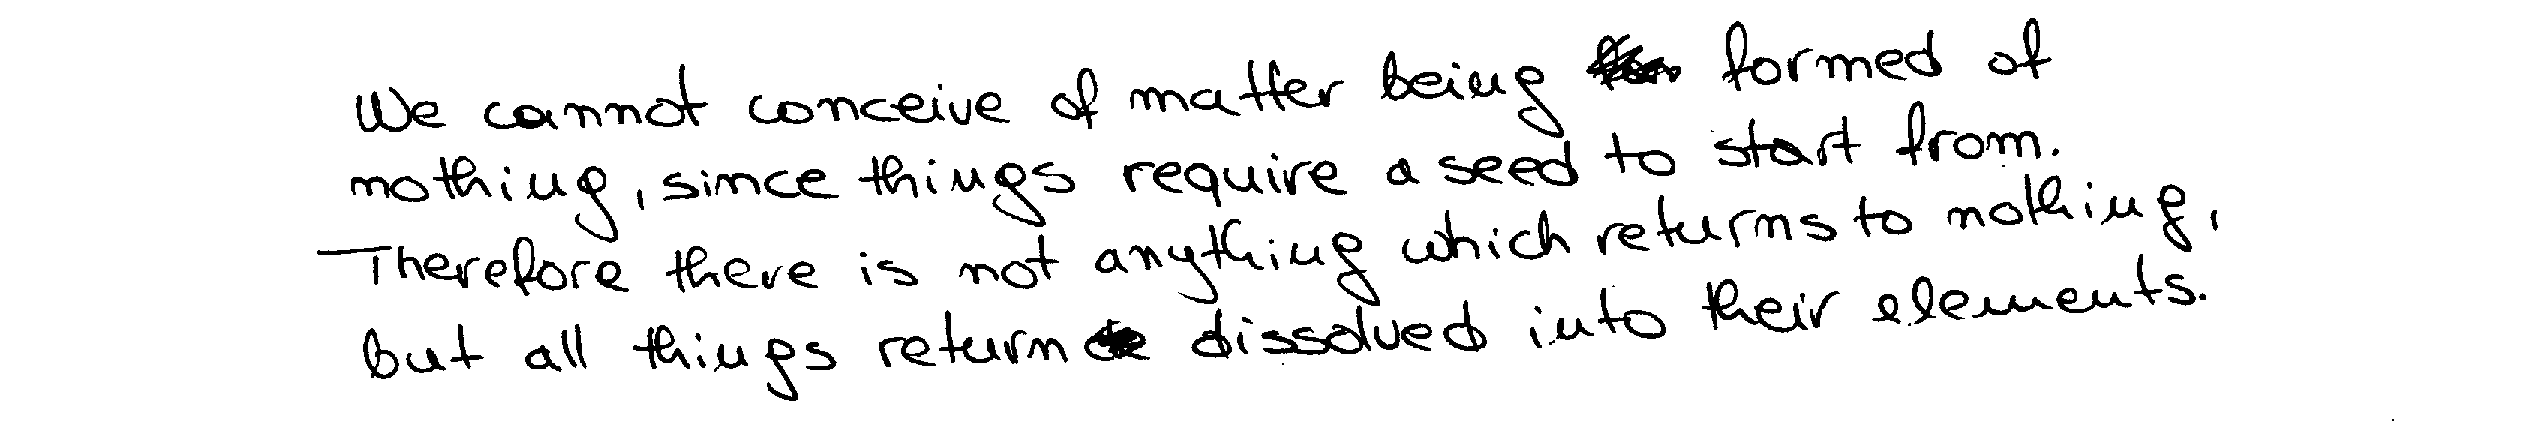 We cannot conceive of matter being formed of
nothing, since things require a seed to start from.
Therefore there is not anything which returns to nothing,
but all things return dissolved into their elements.